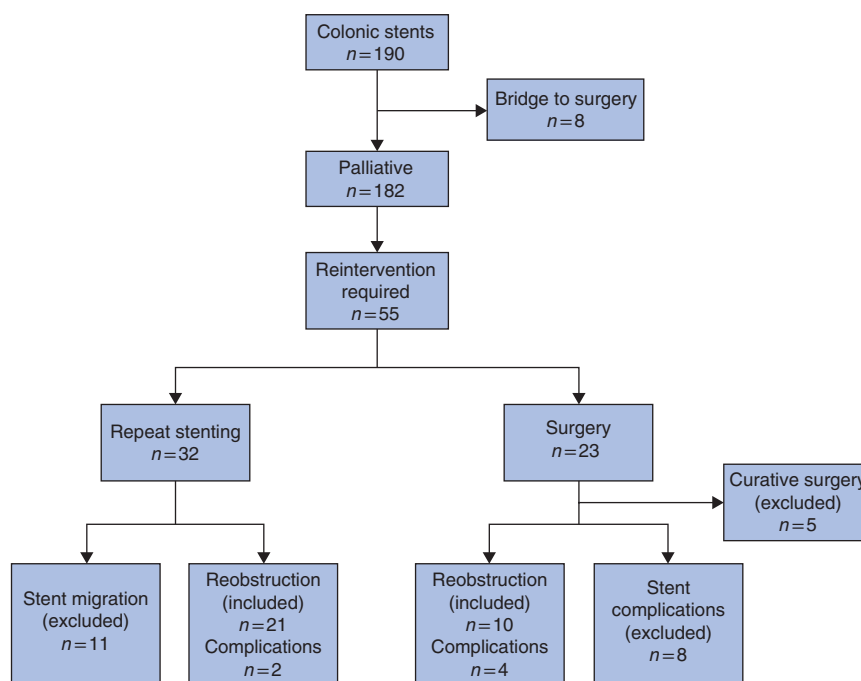 Colonic stents
n=190
Bridge to surgery
n=8
Palliative
n=182
Reintervention
required
n=55
Repeat stenting
n=32
Surgery
n=23
Curative surgery
(excluded)
n=5
Stent migration
(excluded)
n=11
Reobstruction
(included)
n=21
Complications
n=2
Reobstruction
(included)
n=10
Complications
n=4
Stent
complications
(excluded)
n=8